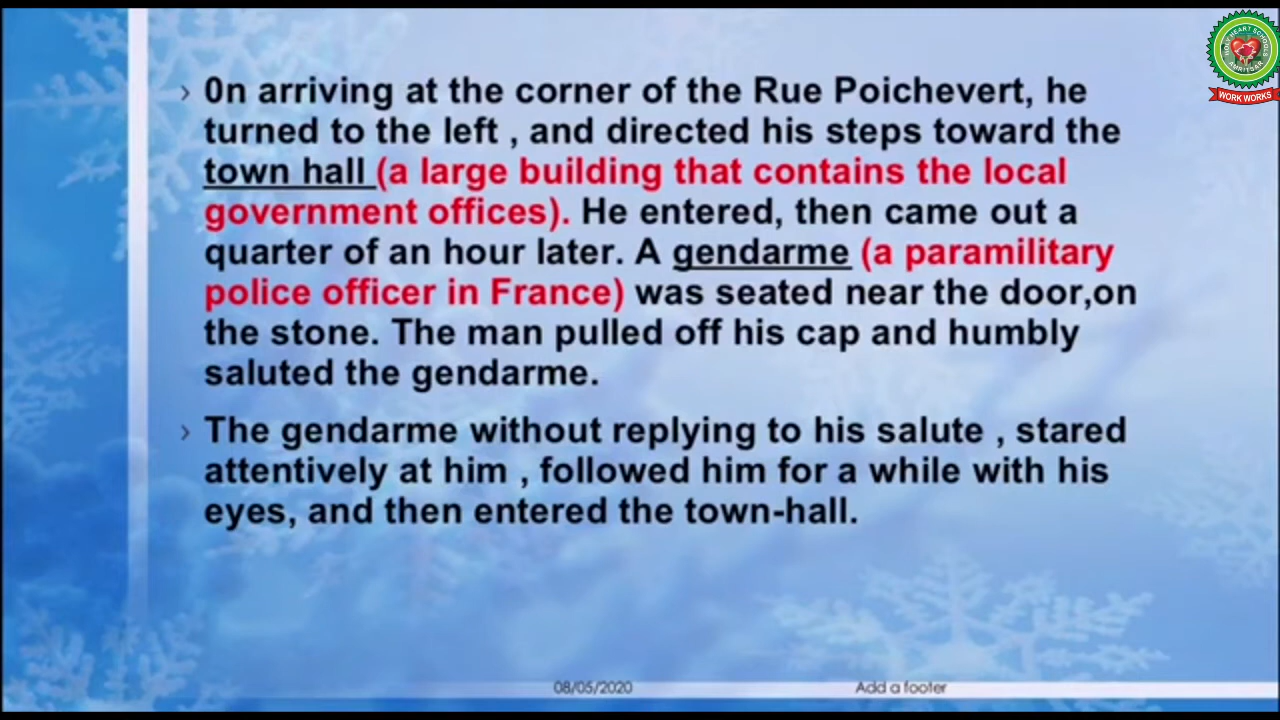 › 0n arriving at the corner of the Rue Poichevert, he
turned to the left , and directed his steps toward the
town hall (a large building that contains the local
government offices). He entered, then came out a
quarter of an hour later. A gendarme (a paramilitary
police officer in France) was seated near the door,on
the stone. The man pulled off his cap and humbly
saluted the gendarme.
› The gendarme without replying to his salute , stared
attentively at him , followed him for a while with his
eyes, and then entered the town-hall.
08/05/2020 Add a footer
HOLY HEART SCHOOLS
AMRITSAR
WORK WORKS